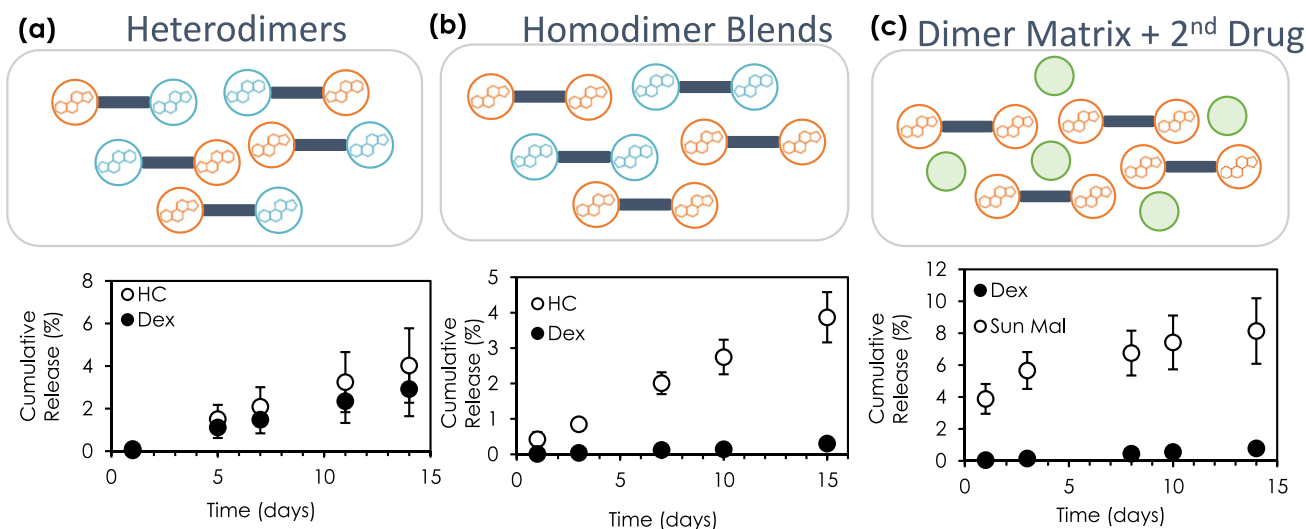 (a) Heterodimers
(b) Homodimer Blends
(c) Dimer Matrix + 2nd Drug
8
6
4
2
0
HC
Dex
Cumulative
Release (%)
0 5 10 15
Time (days)
5
4
3
2
1
0
HC
Dex
Cumulative
Release (%)
0 5 10 15
Time (days)
12
10
8
6
4
2
0
Dex
Sun Mal
Cumulative
Release (%)
0 5 10 15
Time (days)